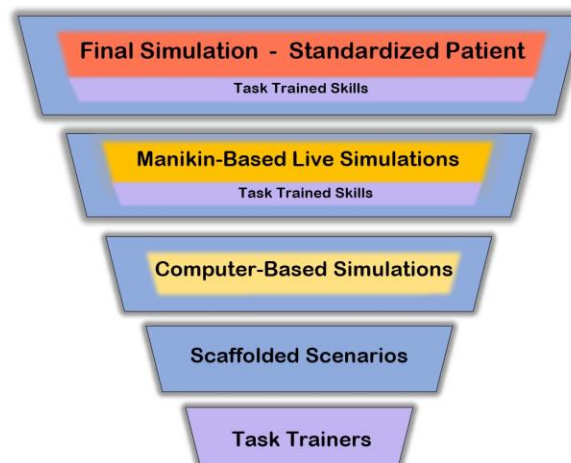 Final Simulation - Standardized Patient
Task Trained Skills
Manikin-Based Live Simulations
Task Trained Skills
Computer-Based Simulations
Scaffolded Scenarios
Task Trainers